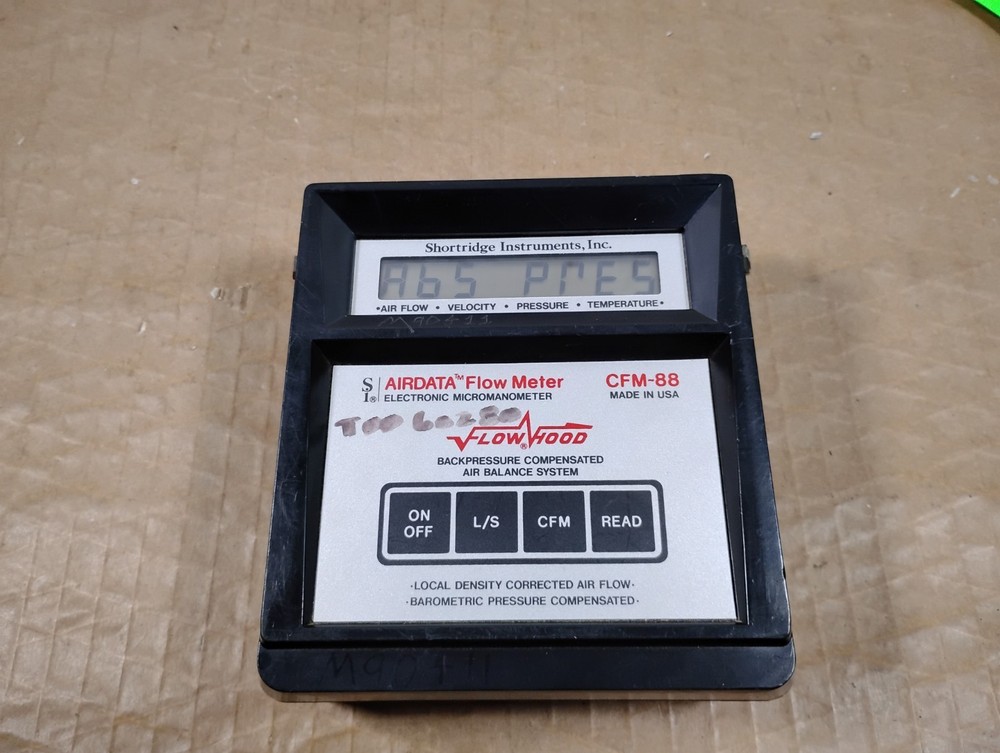 Shortridge Instruments, Inc.
AbS PrES
•AIR FLOW • VELOCITY • PRESSURE • TEMPERATURE•
SI® AIRDATA™ Flow Meter CFM-88
ELECTRONIC MICROMANOMETER MADE IN USA
FLOW®HOOD
BACKPRESSURE COMPENSATED
AIR BALANCE SYSTEM
ON OFF L/S CFM READ
·LOCAL DENSITY CORRECTED AIR FLOW·
·BAROMETRIC PRESSURE COMPENSATED·